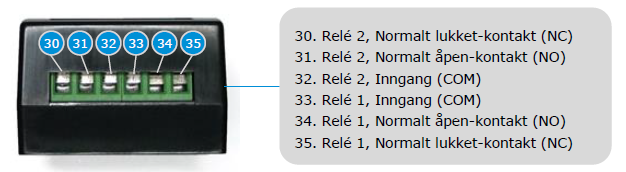 30 31 32 33 34 35
30. Relé 2, Normalt lukket-kontakt (NC)
31. Relé 2, Normalt åpen-kontakt (NO)
32. Relé 2, Inngang (COM)
33. Relé 1, Inngang (COM)
34. Relé 1, Normalt åpen-kontakt (NO)
35. Relé 1, Normalt lukket-kontakt (NC)